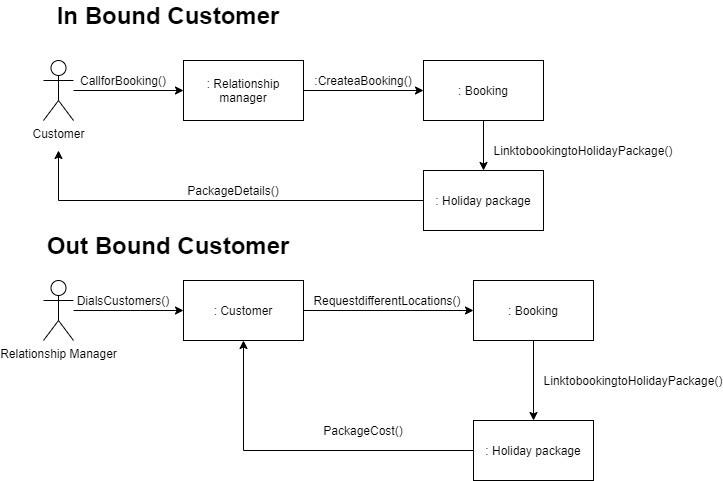 In Bound Customer
CallforBooking()
: Relationship
manager
:CreateaBooking()
: Booking
Customer
LinktobookingtoHolidayPackage()
PackageDetails()
: Holiday package
Out Bound Customer
DialsCustomers()
: Customer
RequestdifferentLocations()
: Booking
Relationship Manager
LinktobookingtoHolidayPackage()
PackageCost()
: Holiday package